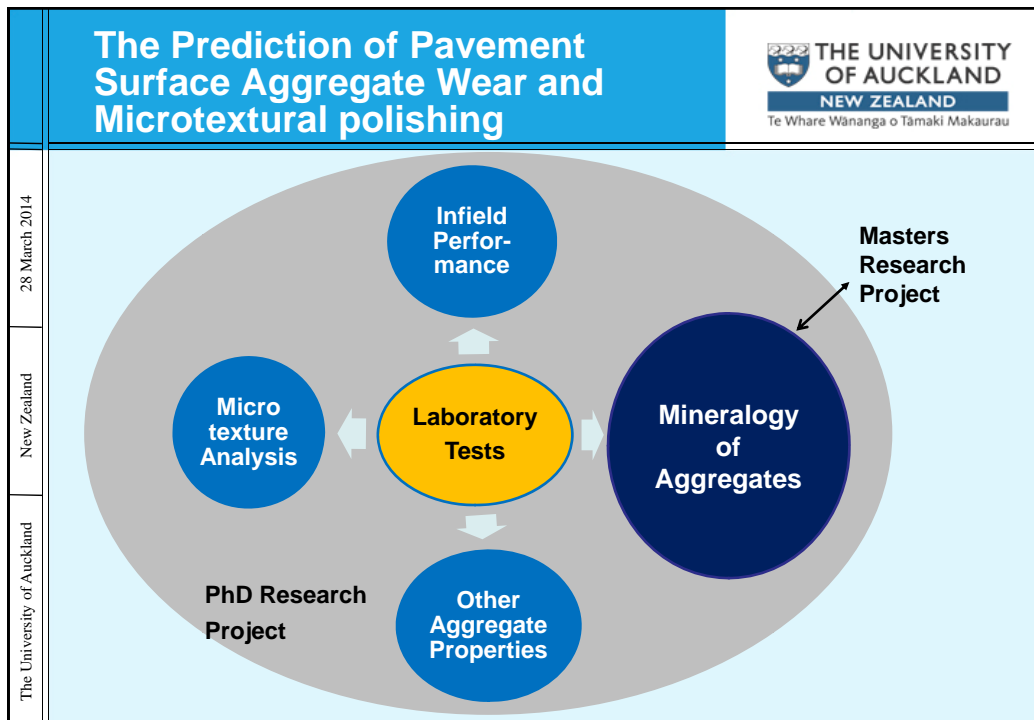 The Prediction of Pavement
Surface Aggregate Wear and
Microtextural polishing
THE UNIVERSITY
OF AUCKLAND
NEW ZEALAND
Te Whare Wānanga o Tāmaki Makaurau
28 March 2014
New Zealand
The University of Auckland
Infield
Perfor-
mance
Masters
Research
Project
Micro
texture
Analysis
Laboratory
Tests
Mineralogy
of
Aggregates
PhD Research
Project
Other
Aggregate
Properties